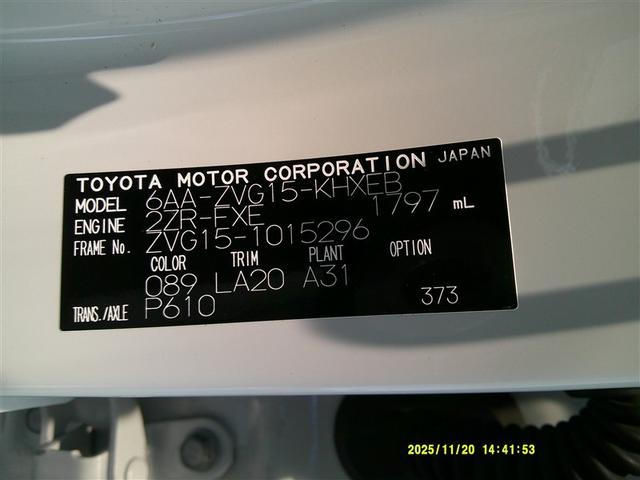 TOYOTA MOTOR CORPORATION JAPAN
MODEL 6AA-ZVG15-KHXEB
ENGINE 2ZR-FXE 1797 mL
FRAME No. ZVG15-1015296
COLOR TRIM PLANT OPTION
089 LA20 A31
TRANS./AXLE P610 373
2025/11/20 14:41:53